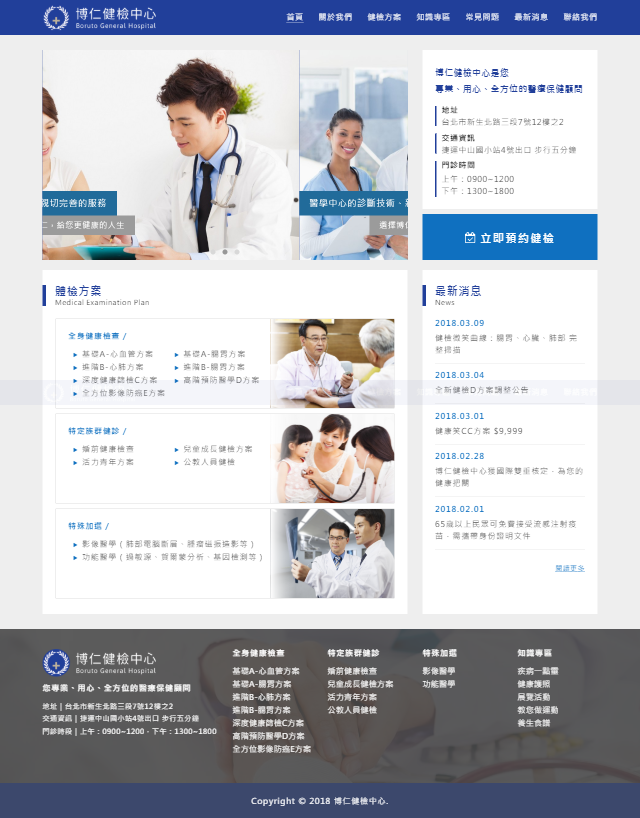 博仁健檢中心
Boruto General Hospital
首頁 關於我們 健檢方案 知識專區 常見問題 最新消息 聯絡我們
親切完善的服務
仁，給您更健康的人生
醫學中心的診斷技術、
選擇博
博仁健檢中心是您
專業、用心、全方位的醫療保健顧問
地址
台北市新生北路三段7號12樓之2
交通資訊
捷運中山國小站4號出口 步行五分鐘
門診時間
上午：0900~1200
下午：1300~1800
立即預約健檢
體檢方案
Medical Examination Plan
全身健康檢查 /
基礎A-心血管方案
基礎A-腸胃方案
進階B-心肺方案
進階B-腸胃方案
深度健康篩檢C方案
高階預防醫學D方案
全方位影像防癌E方案
特定族群健診 /
婚前健康檢查
兒童成長健檢方案
活力青年方案
公教人員健檢
特殊加選 /
影像醫學 ( 肺部電腦斷層、腫瘤磁振造影等 )
功能醫學 ( 過敏源、賀爾蒙分析、基因檢測等 )
最新消息
News
2018.03.09
健檢微笑曲線：腸胃、心臟、肺部 完
整掃描
2018.03.04
全新健檢D方案調整公告
2018.03.01
健康笑CC方案 $9,999
2018.02.28
博仁健檢中心獲國際雙重核定，為您的
健康把關
2018.02.01
65歲以上民眾可免費接受流感注射疫
苗，需攜帶身份證明文件
閱讀更多
博仁健檢中心
Boruto General Hospital
您專業、用心、全方位的醫療保健顧問
地址 | 台北市新生北路三段7號12樓之2
交通資訊 | 捷運中山國小站4號出口 步行五分鐘
門診時段 | 上午：0900~1200．下午：1300~1800
全身健康檢查
基礎A-心血管方案
基礎A-腸胃方案
進階B-心肺方案
進階B-腸胃方案
深度健康篩檢C方案
高階預防醫學D方案
全方位影像防癌E方案
特定族群健診
婚前健康檢查
兒童成長健檢方案
活力青年方案
公教人員健檢
特殊加選
影像醫學
功能醫學
知識專區
疾病一點靈
健康護照
展覽活動
教您做運動
養生食譜
Copyright © 2018 博仁健檢中心.